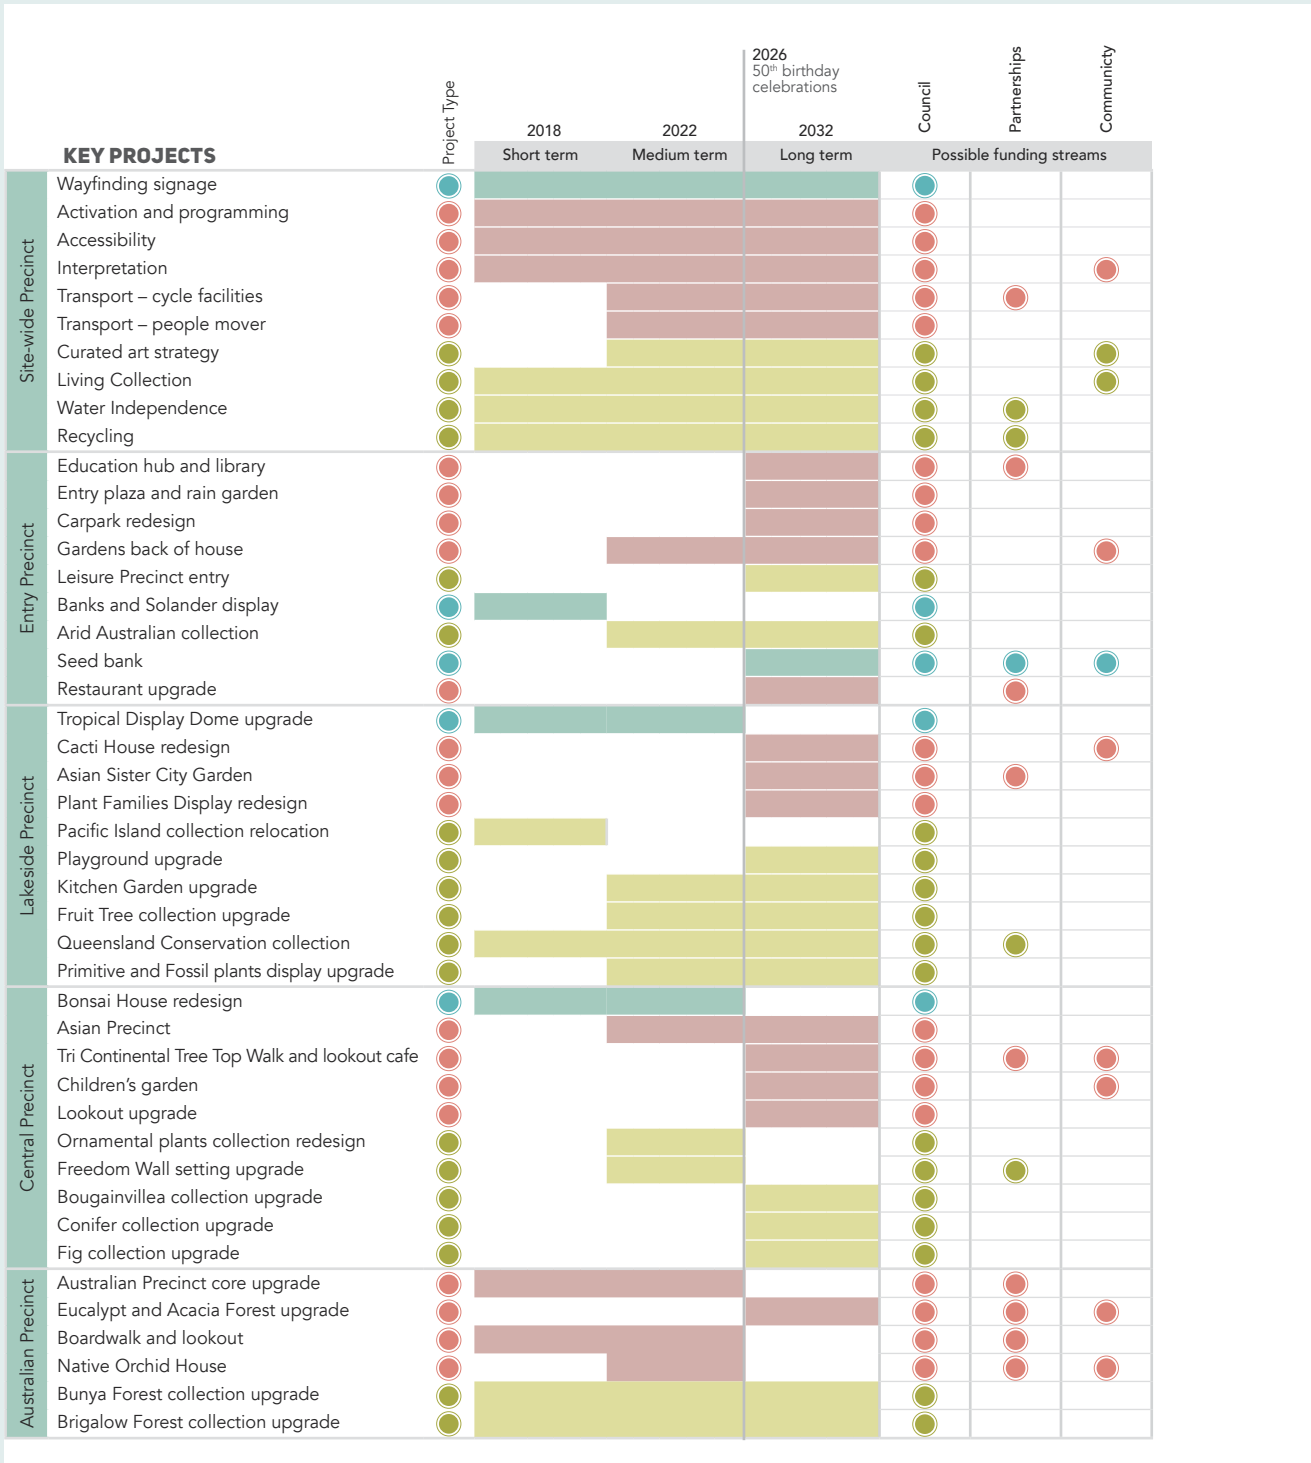 2026
50th birthday
celebrations
Project Type
2018
2022
2032
Council
Partnerships
Communicty
KEY PROJECTS
Short term
Medium term
Long term
Possible funding streams
Site-wide Precinct
Wayfinding signage
Activation and programming
Accessibility
Interpretation
Transport – cycle facilities
Transport – people mover
Curated art strategy
Living Collection
Water Independence
Recycling
Entry Precinct
Education hub and library
Entry plaza and rain garden
Carpark redesign
Gardens back of house
Leisure Precinct entry
Banks and Solander display
Arid Australian collection
Seed bank
Restaurant upgrade
Lakeside Precinct
Tropical Display Dome upgrade
Cacti House redesign
Asian Sister City Garden
Plant Families Display redesign
Pacific Island collection relocation
Playground upgrade
Kitchen Garden upgrade
Fruit Tree collection upgrade
Queensland Conservation collection
Primitive and Fossil plants display upgrade
Central Precinct
Bonsai House redesign
Asian Precinct
Tri Continental Tree Top Walk and lookout cafe
Children’s garden
Lookout upgrade
Ornamental plants collection redesign
Freedom Wall setting upgrade
Bougainvillea collection upgrade
Conifer collection upgrade
Fig collection upgrade
Australian Precinct
Australian Precinct core upgrade
Eucalypt and Acacia Forest upgrade
Boardwalk and lookout
Native Orchid House
Bunya Forest collection upgrade
Brigalow Forest collection upgrade